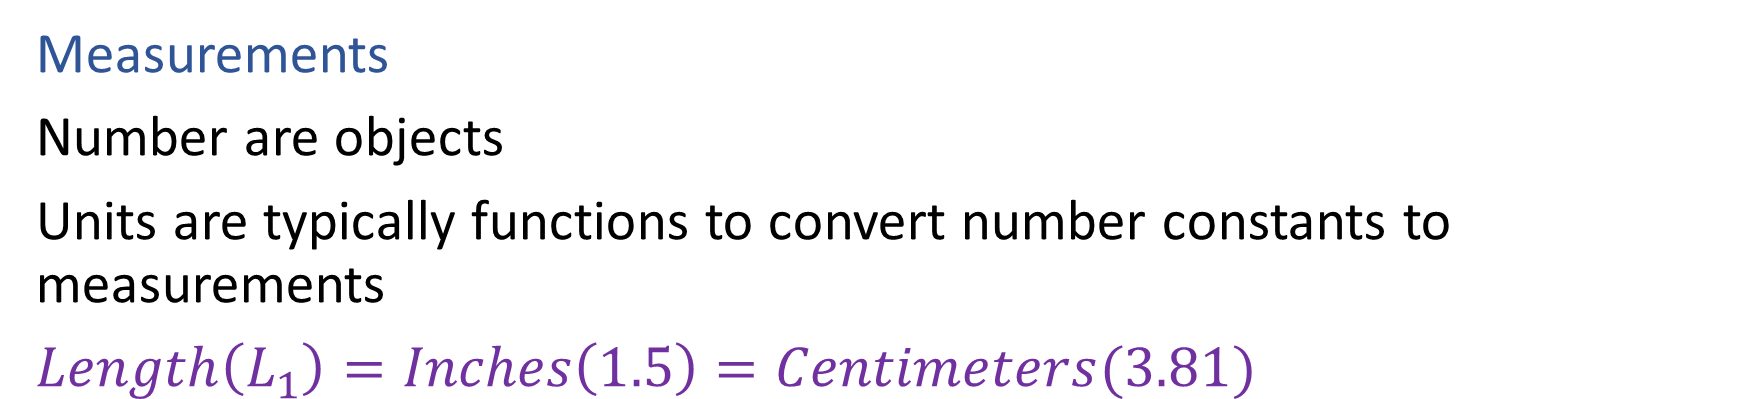 Measurements
Number are objects
Units are typically functions to convert number constants to
measurements
Length(L₁) = Inches(1.5) = Centimeters(3.81)